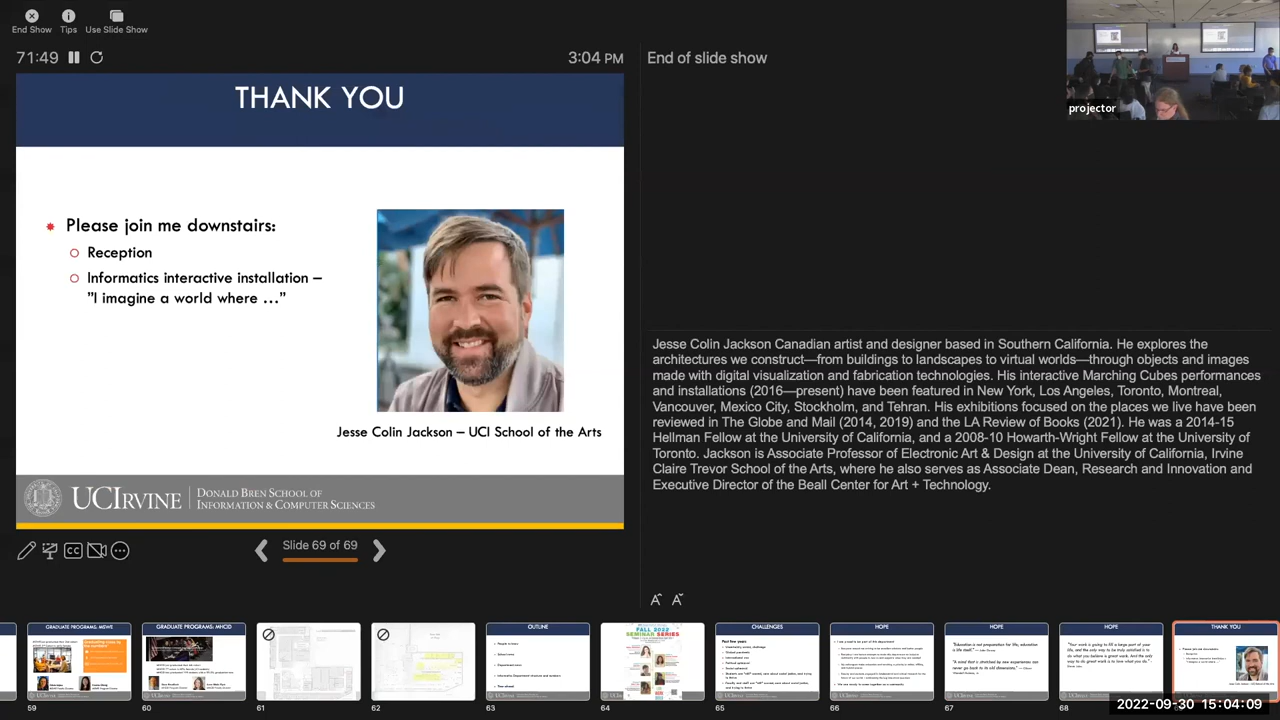 End Show Tips Use Slide Show
71:49
3:04 PM
THANK YOU
Please join me downstairs:
Reception
Informatics interactive installation –
”I imagine a world where …”
Jesse Colin Jackson – UCI School of the Arts
UCIRVINE
DONALD BREN SCHOOL OF
INFORMATION & COMPUTER SCIENCES
CC
Slide 69 of 69
End of slide show
projector
Jesse Colin Jackson Canadian artist and designer based in Southern California. He explores the
architectures we construct—from buildings to landscapes to virtual worlds—through objects and images
made with digital visualization and fabrication technologies. His interactive Marching Cubes performances
and installations (2016—present) have been featured in New York, Los Angeles, Toronto, Montreal,
Vancouver, Mexico City, Stockholm, and Tehran. His exhibitions focused on the places we live have been
reviewed in The Globe and Mail (2014, 2019) and the LA Review of Books (2021). He was a 2014-15
Hellman Fellow at the University of California, and a 2008-10 Howarth-Wright Fellow at the University of
Toronto. Jackson is Associate Professor of Electronic Art & Design at the University of California, Irvine
Claire Trevor School of the Arts, where he also serves as Associate Dean, Research and Innovation and
Executive Director of the Beall Center for Art + Technology.
A A
GRADUATE PROGRAMS: MSWE
GRADUATE PROGRAMS: MHCID
OUTLINE
FALL 2022
SEMINAR SERIES
CHALLENGES
HOPE
HOPE
HOPE
THANK YOU
60 61 62 63 64 65 66 67 68
2022-09-30 15:04:09